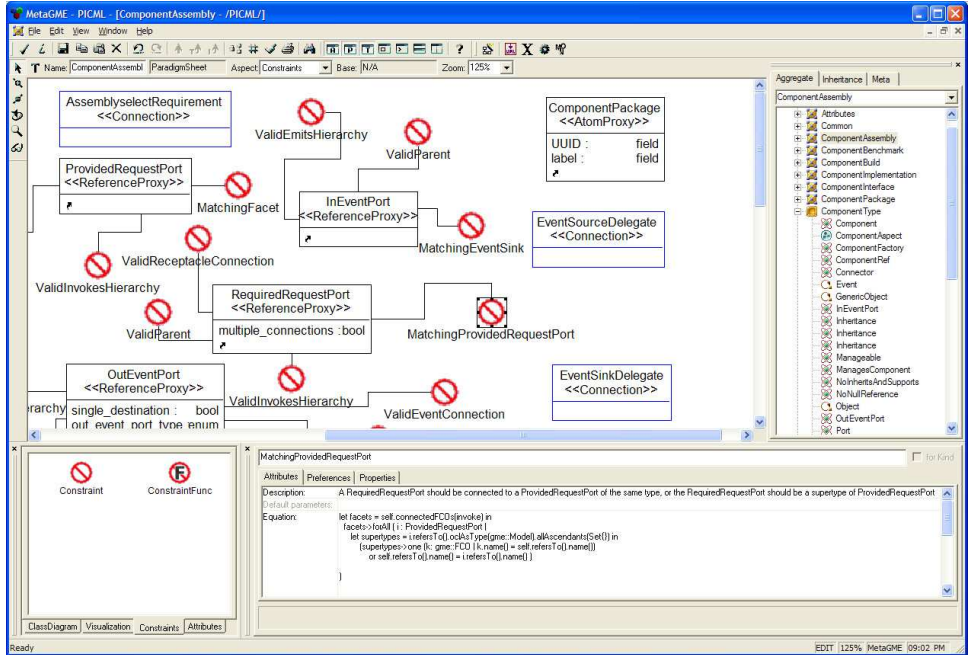 MetaGME - PICML - [ComponentAssembly - /PICML/]
File Edit View Window Help
Name: ComponentAssembl ParadigmSheet Aspect: Constraints Base: N/A Zoom: 125%
AssemblyselectRequirement
<<Connection>>
ValidEmitsHierarchy
ValidParent
ComponentPackage
<<AtomProxy>>
UUID : field
label : field
ProvidedRequestPort
<<ReferenceProxy>>
MatchingFacet
InEventPort
<<ReferenceProxy>>
MatchingEventSink
EventSourceDelegate
<<Connection>>
ValidInvokesHierarchy
ValidReceptacleConnection
RequiredRequestPort
<<ReferenceProxy>>
multiple_connections :bool
ValidParent
MatchingProvidedRequestPort
OutEventPort
<<ReferenceProxy>>
single_destination : bool
out_event_port_type enum
erarchy
ValidInvokesHierarchy
ValidEventConnection
EventSinkDelegate
<<Connection>>
Aggregate Inheritance Meta
ComponentAssembly
Attributes
Common
ComponentAssembly
ComponentBenchmark
ComponentBuild
ComponentImplementation
ComponentInterface
ComponentPackage
ComponentType
Component
ComponentAspect
ComponentFactory
ComponentRef
Connector
Event
GenericObject
InEventPort
Inheritance
Inheritance
Inheritance
Manageable
ManagesComponent
NoInheritsAndSupports
NoNullReference
Object
OutEventPort
Port
Constraint
ConstraintFunc
ClassDiagram Visualization Constraints Attributes
MatchingProvidedRequestPort
for Kind
Attributes Preferences Properties
Description: A RequiredRequestPort should be connected to a ProvidedRequestPort of the same type, or the RequiredRequestPort should be a supertype of ProvidedRequestPort
Default parameters:
Equation: let facets = self.connectedFCOs(invoke) in
facets->forAll ( i : ProvidedRequestPort |
let supertypes = i.refersTo().oclAsType(gme::Model).allAscendants(Set{}) in
(supertypes->one (k: gme::FCO | k.name() = self.refersTo().name())
or self.refersTo().name() = i.refersTo().name() )
)
Ready
EDIT 125% MetaGME 09:02 PM